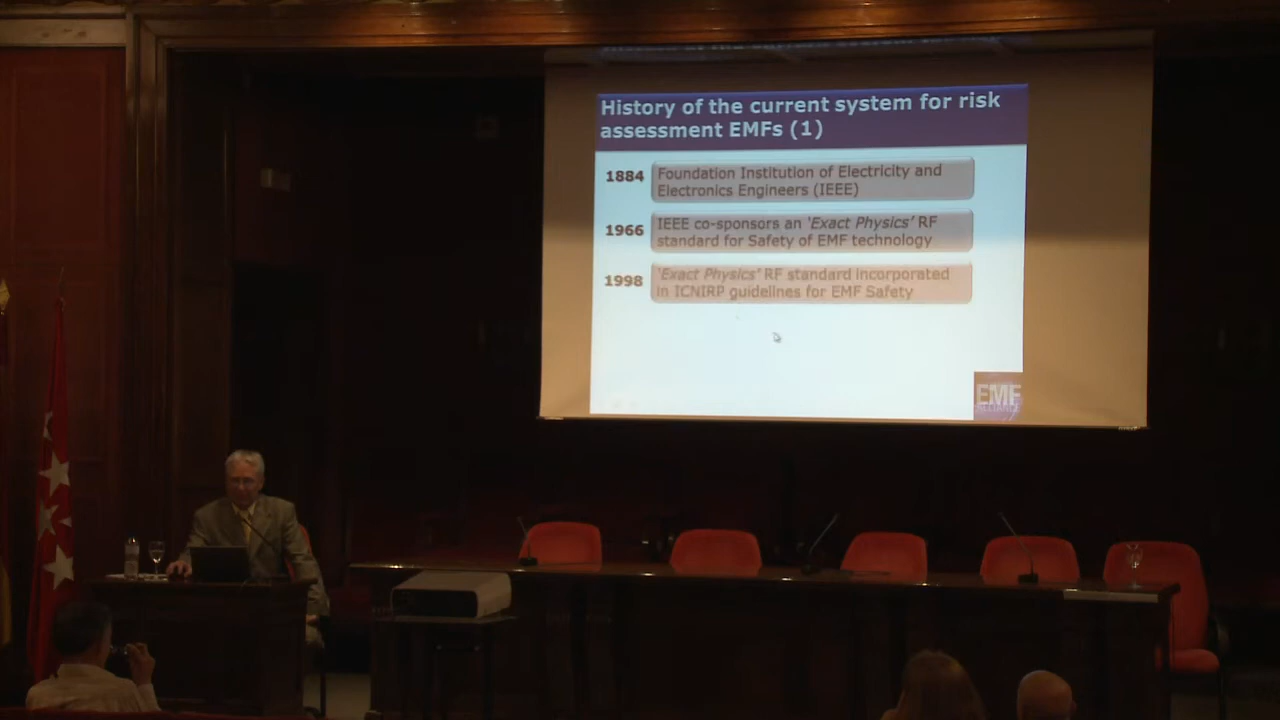 History of the current system for risk
assessment EMFs (1)
1884
Foundation Institution of Electricity and
Electronics Engineers (IEEE)
1966
IEEE co-sponsors an ‘Exact Physics’ RF
standard for Safety of EMF technology
1998
‘Exact Physics’ RF standard incorporated
in ICNIRP guidelines for EMF Safety
EMF
ALLIANCE